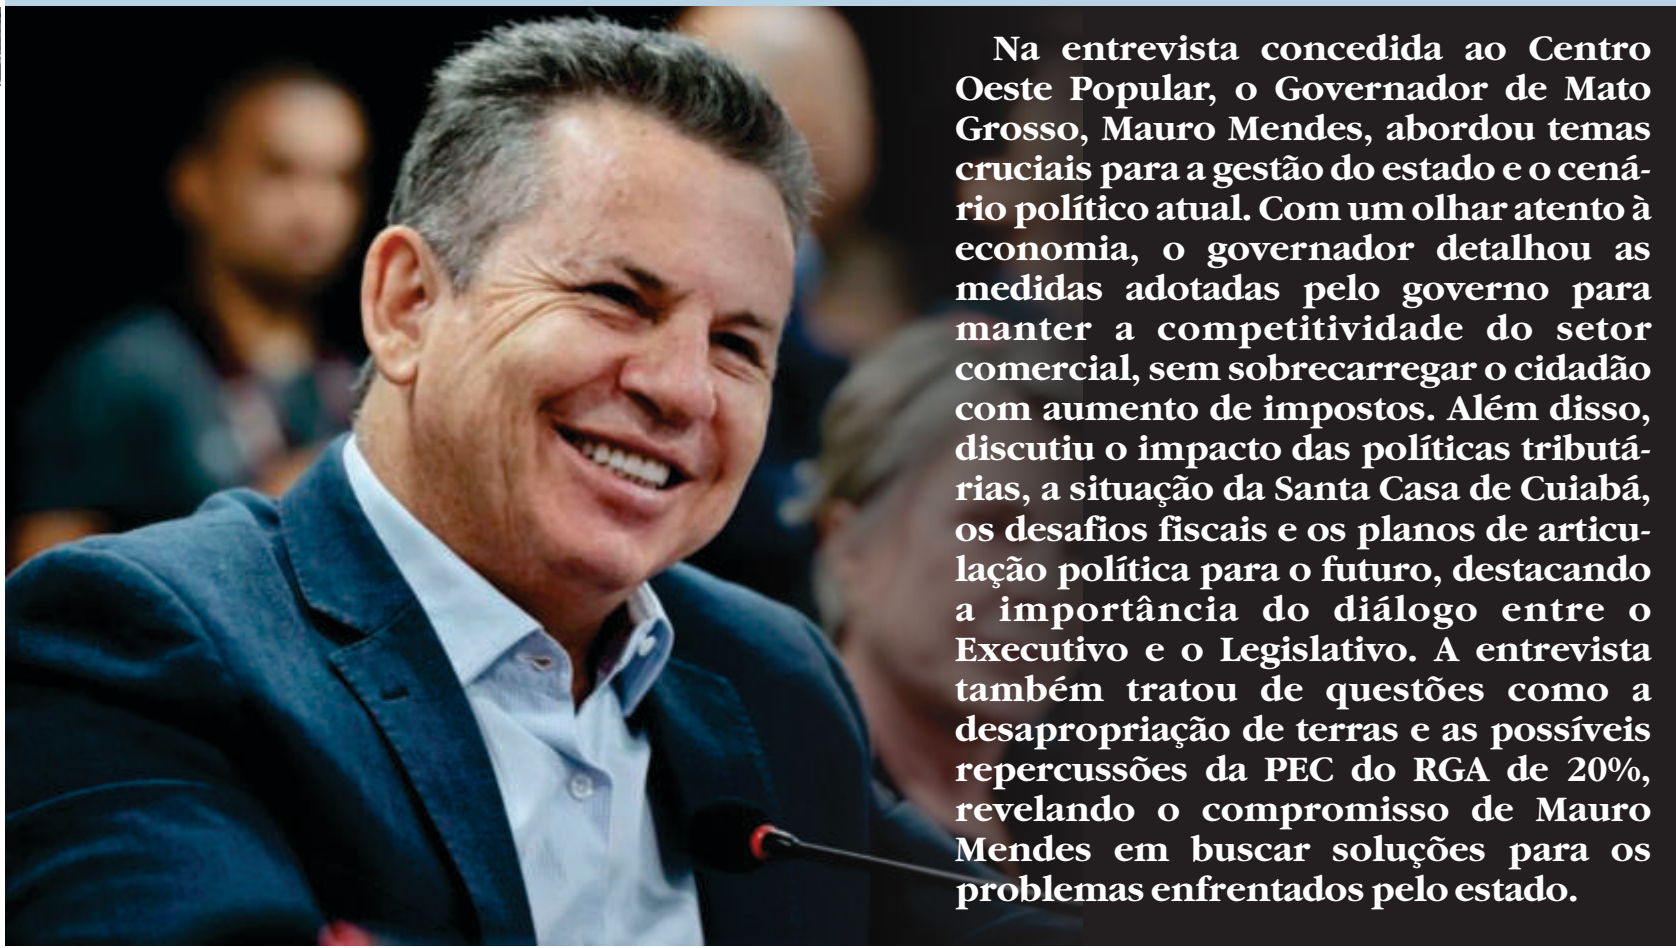 Na entrevista concedida ao Centro
Oeste Popular, o Governador de Mato
Grosso, Mauro Mendes, abordou temas
cruciais para a gestão do estado e o cená-
rio político atual. Com um olhar atento à
economia, o governador detalhou as
medidas adotadas pelo governo para
manter a competitividade do setor
comercial, sem sobrecarregar o cidadão
com aumento de impostos. Além disso,
discutiu o impacto das políticas tributá-
rias, a situação da Santa Casa de Cuiabá,
os desafios fiscais e os planos de articu-
lação política para o futuro, destacando
a importância do diálogo entre o
Executivo e o Legislativo. A entrevista
também tratou de questões como a
desapropriação de terras e as possíveis
repercussões da PEC do RGA de 20%,
revelando o compromisso de Mauro
Mendes em buscar soluções para os
problemas enfrentados pelo estado.